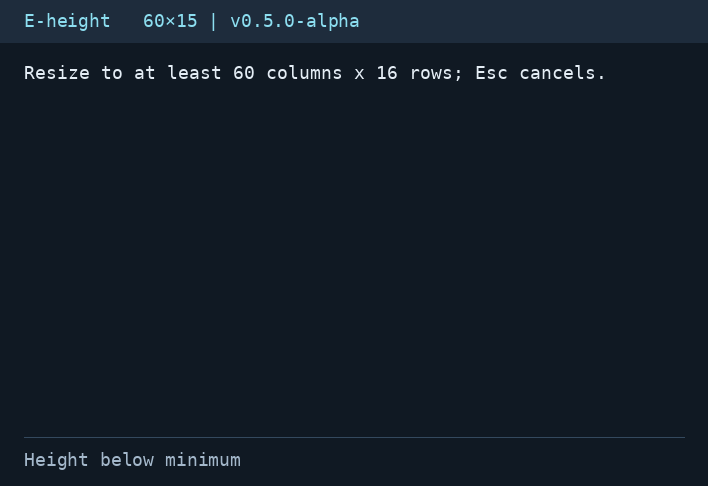 E-height   60×15 | v0.5.0-alpha
Resize to at least 60 columns x 16 rows; Esc cancels.
Height below minimum